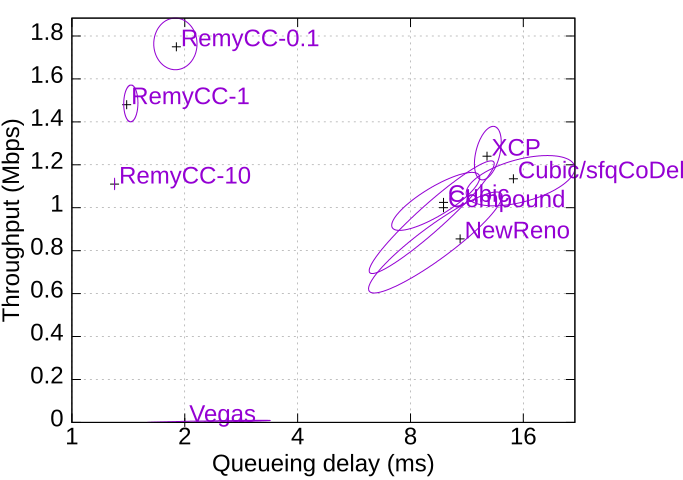 1.8
1.6
1.4
1.2
1
0.8
0.6
0.4
0.2
0
Throughput (Mbps)
RemyCC-0.1
RemyCC-1
RemyCC-10
XCP
Cubic/sfqCoDel
Cubic
Compound
NewReno
Vegas
1 2 4 8 16
Queueing delay (ms)